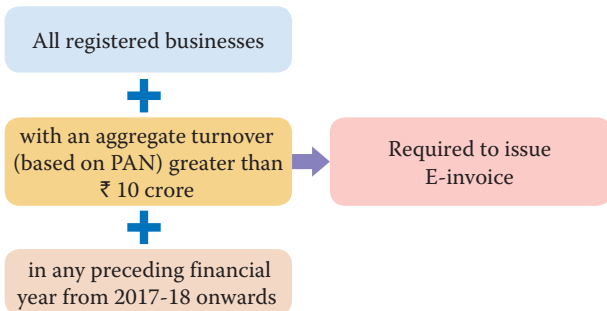 All registered businesses
with an aggregate turnover
(based on PAN) greater than
₹ 10 crore
Required to issue
E-invoice
in any preceding financial
year from 2017-18 onwards